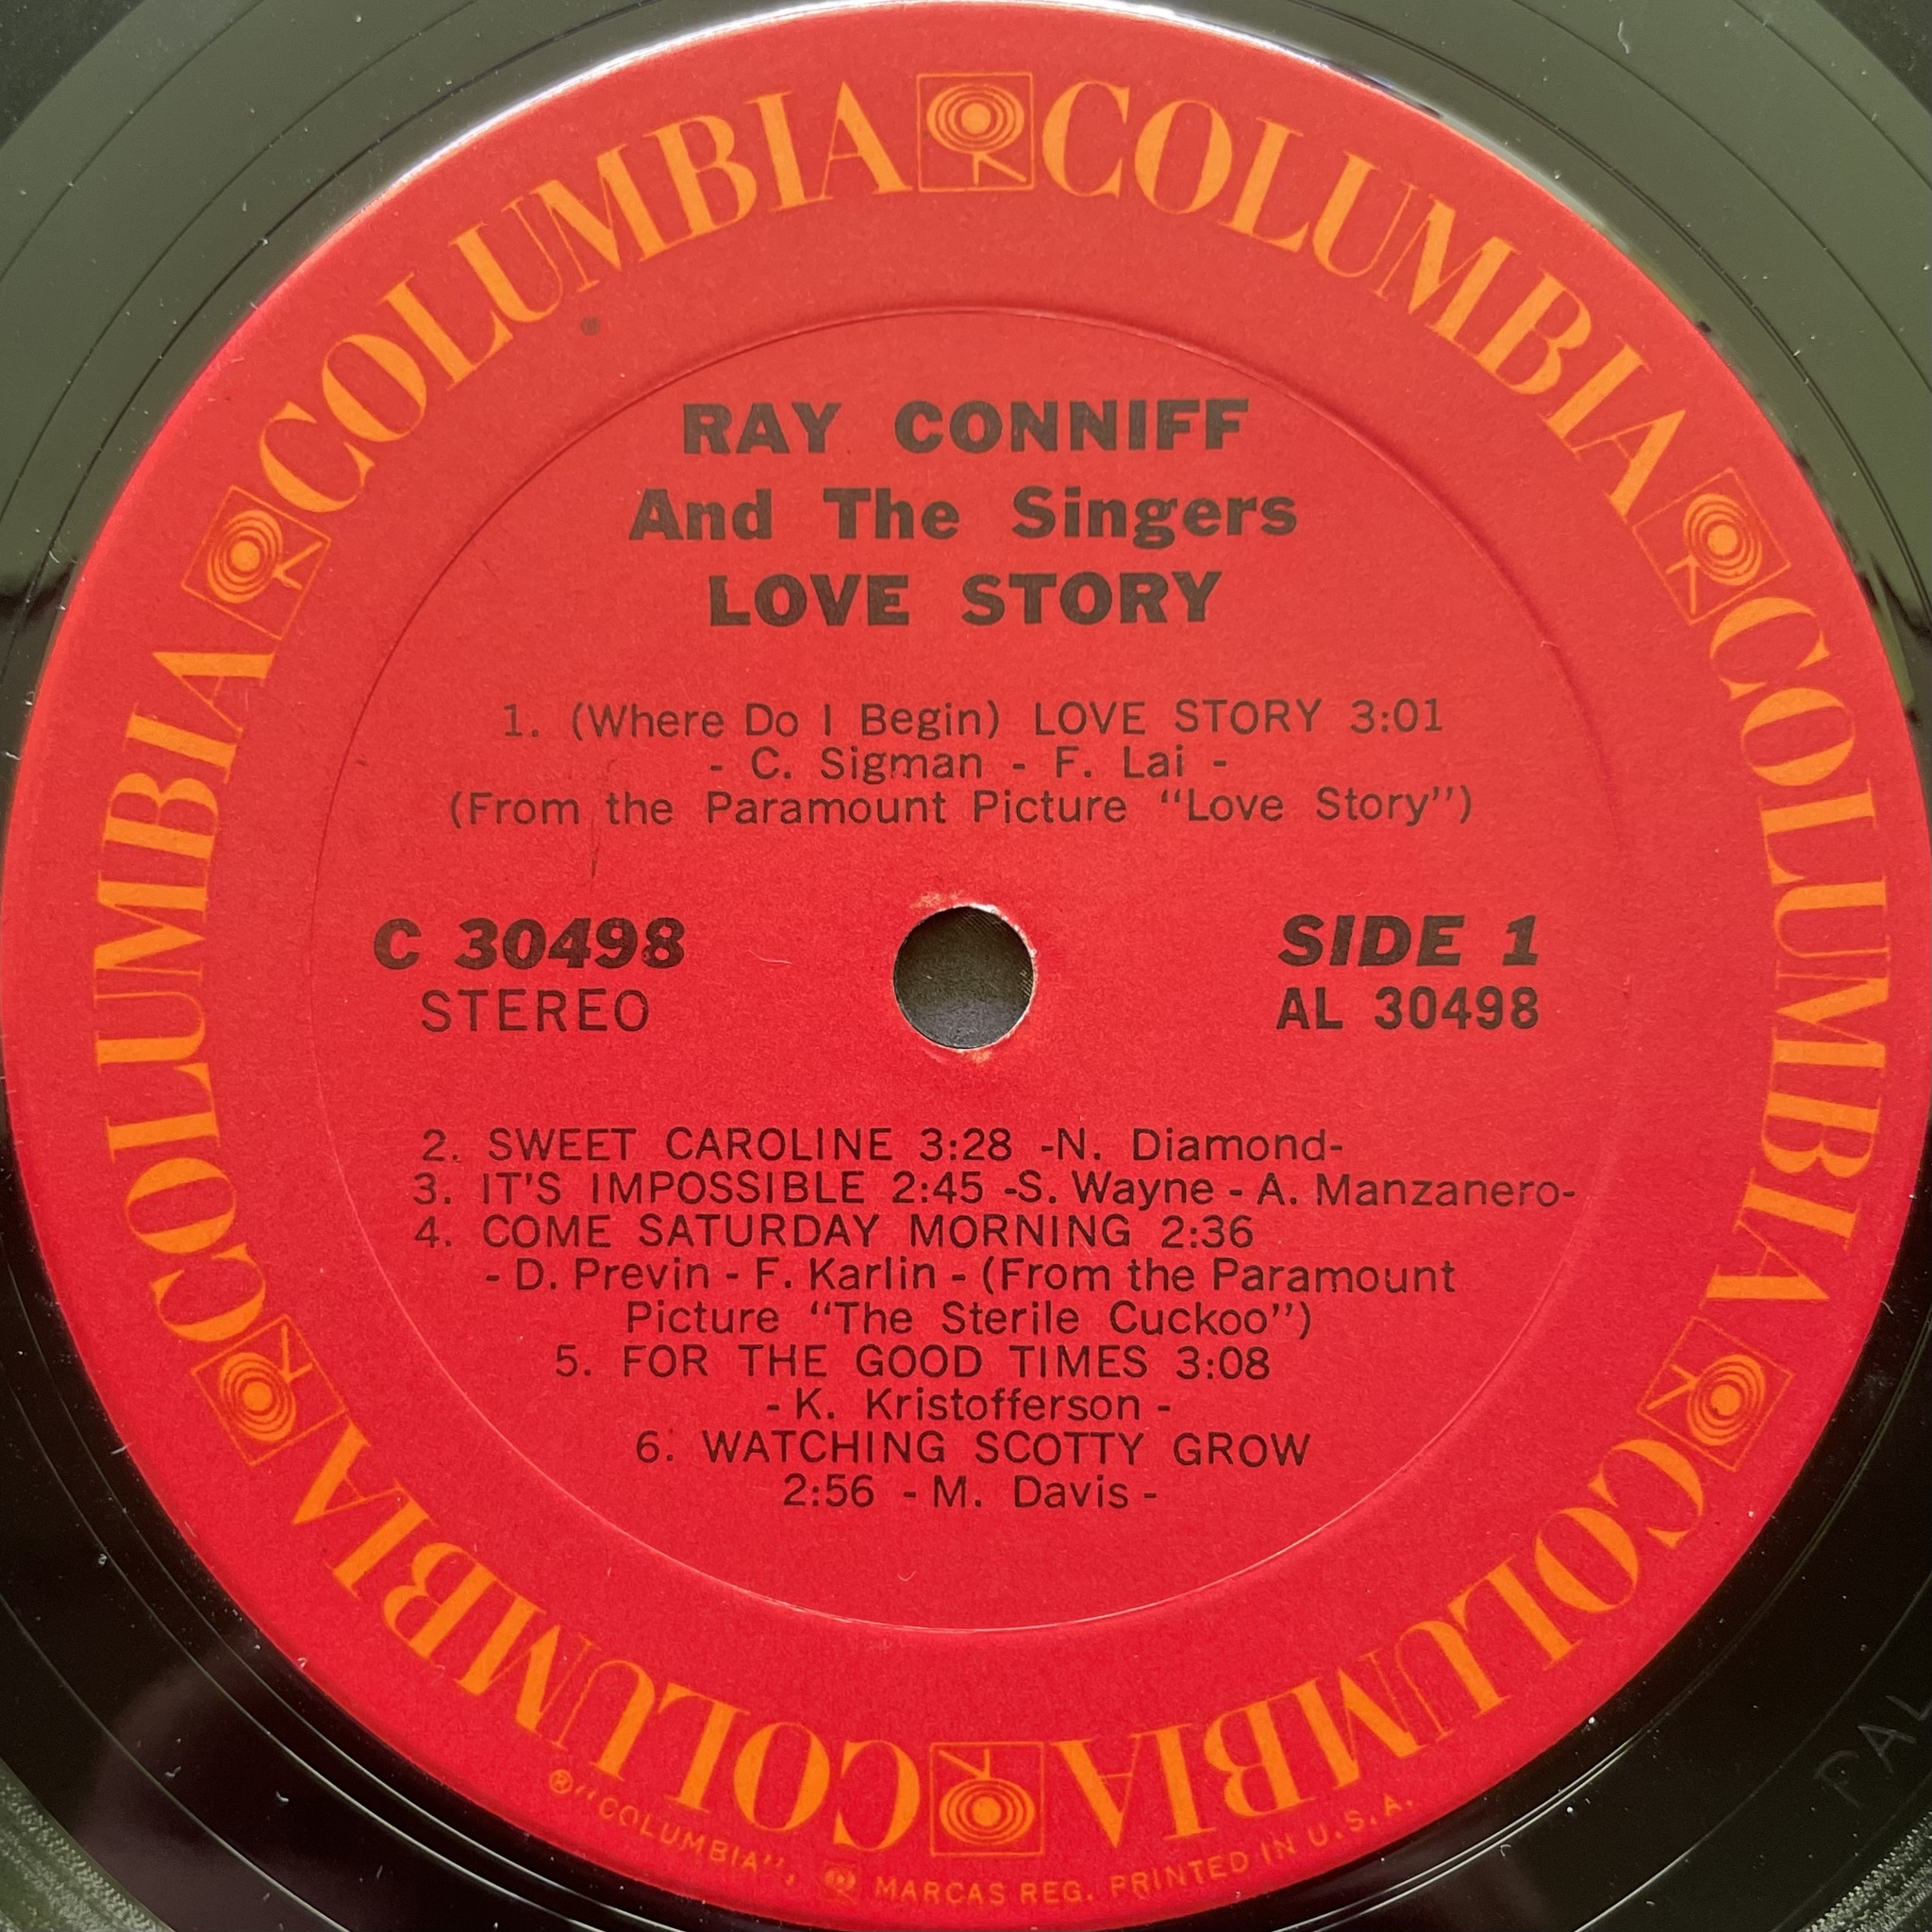 COLUMBIA COLUMBIA COLUMBIA COLUMBIA COLUMBIA COLUMBIA
RAY CONNIFF
And The Singers
LOVE STORY
1. (Where Do I Begin) LOVE STORY 3:01
- C. Sigman - F. Lai -
(From the Paramount Picture “Love Story”)
C 30498
STEREO
SIDE 1
AL 30498
2. SWEET CAROLINE 3:28 -N. Diamond-
3. IT'S IMPOSSIBLE 2:45 -S. Wayne - A. Manzanero-
4. COME SATURDAY MORNING 2:36
- D. Previn - F. Karlin - (From the Paramount
Picture “The Sterile Cuckoo”)
5. FOR THE GOOD TIMES 3:08
- K. Kristofferson -
6. WATCHING SCOTTY GROW
2:56 - M. Davis -
®“COLUMBIA”, MARCAS REG. PRINTED IN U.S.A.